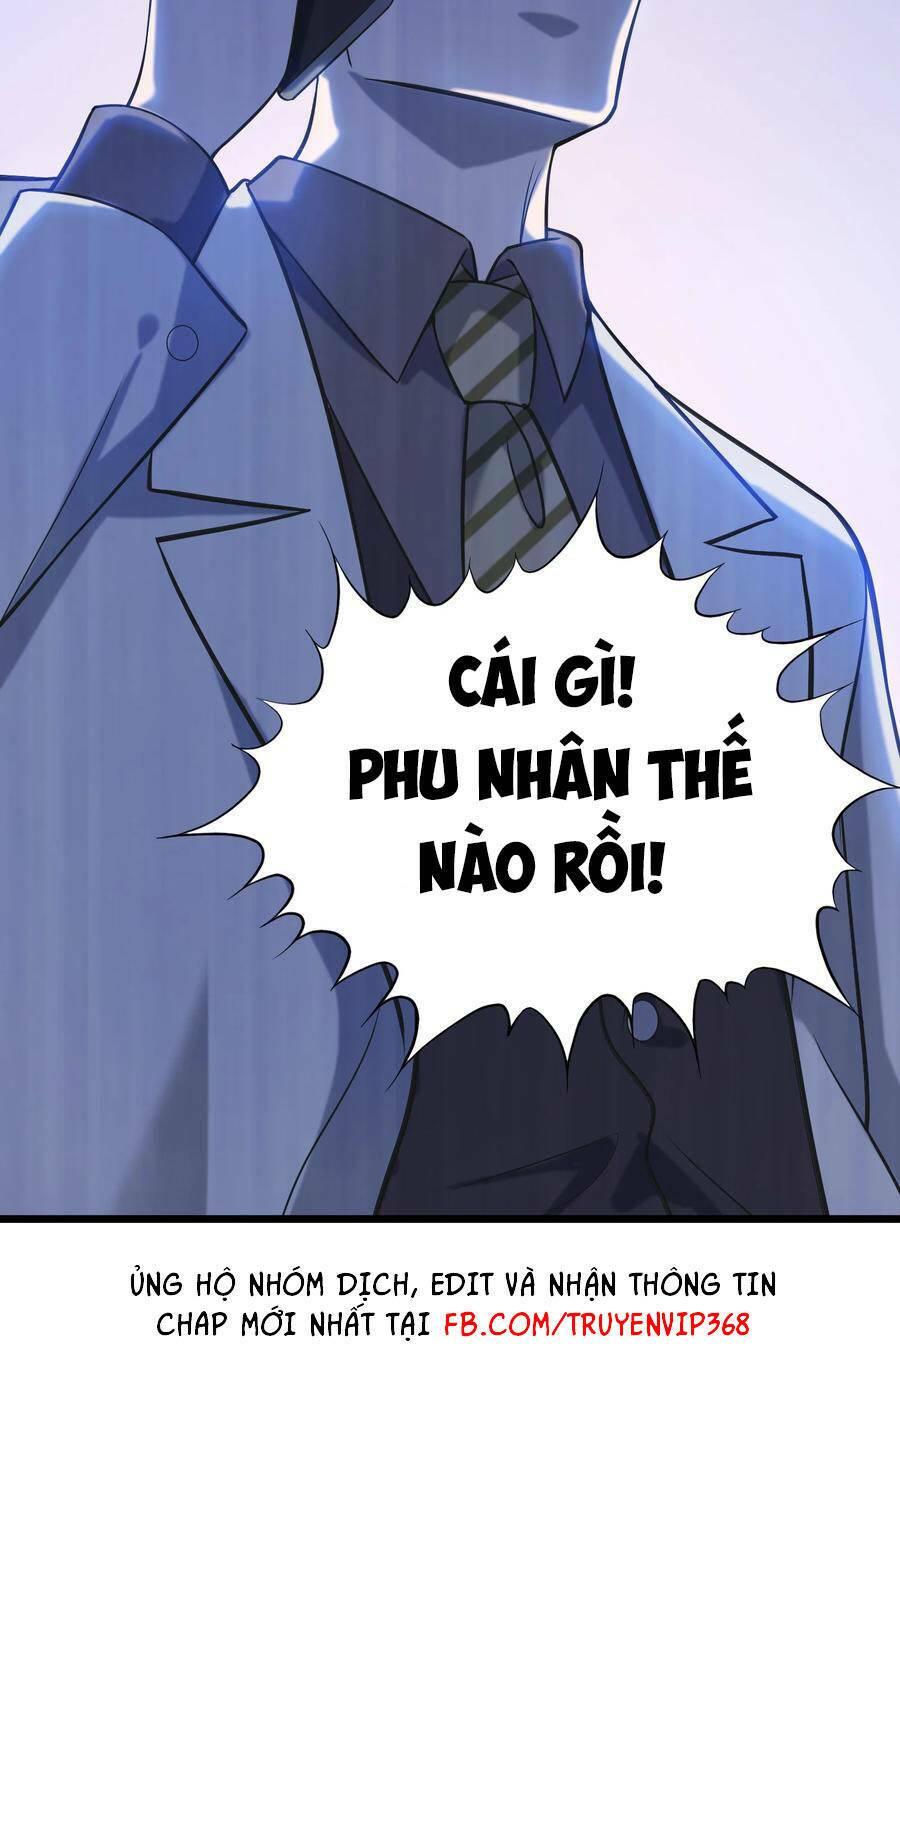 CÁI GÌ!
PHU NHÂN THẾ
NÀO RỒI!
ỦNG HỘ NHÓM DỊCH, EDIT VÀ NHẬN THÔNG TIN
CHAP MỚI NHẤT TẠI FB.COM/TRUYENVIP368